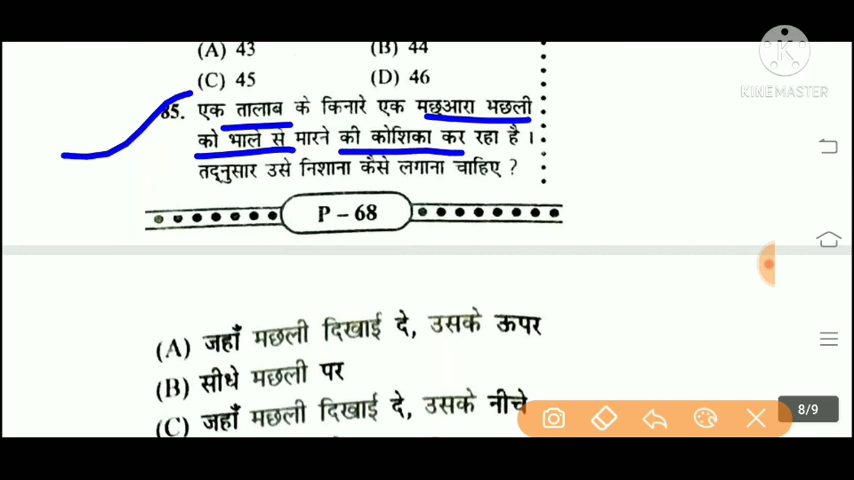 (A) 43 (B) 44
KINEMASTER
(C) 45 (D) 46
85. एक तालाब के किनारे एक मछुआरा मछली
को भाले से मारने की कोशिका कर रहा है ।
तद्नुसार उसे निशाना कैसे लगाना चाहिए ?
P – 68
(A) जहाँ मछली दिखाई दे, उसके ऊपर
(B) सीधे मछली पर
(C) जहाँ मछली दिखाई दे, उसके नीचे
8/9